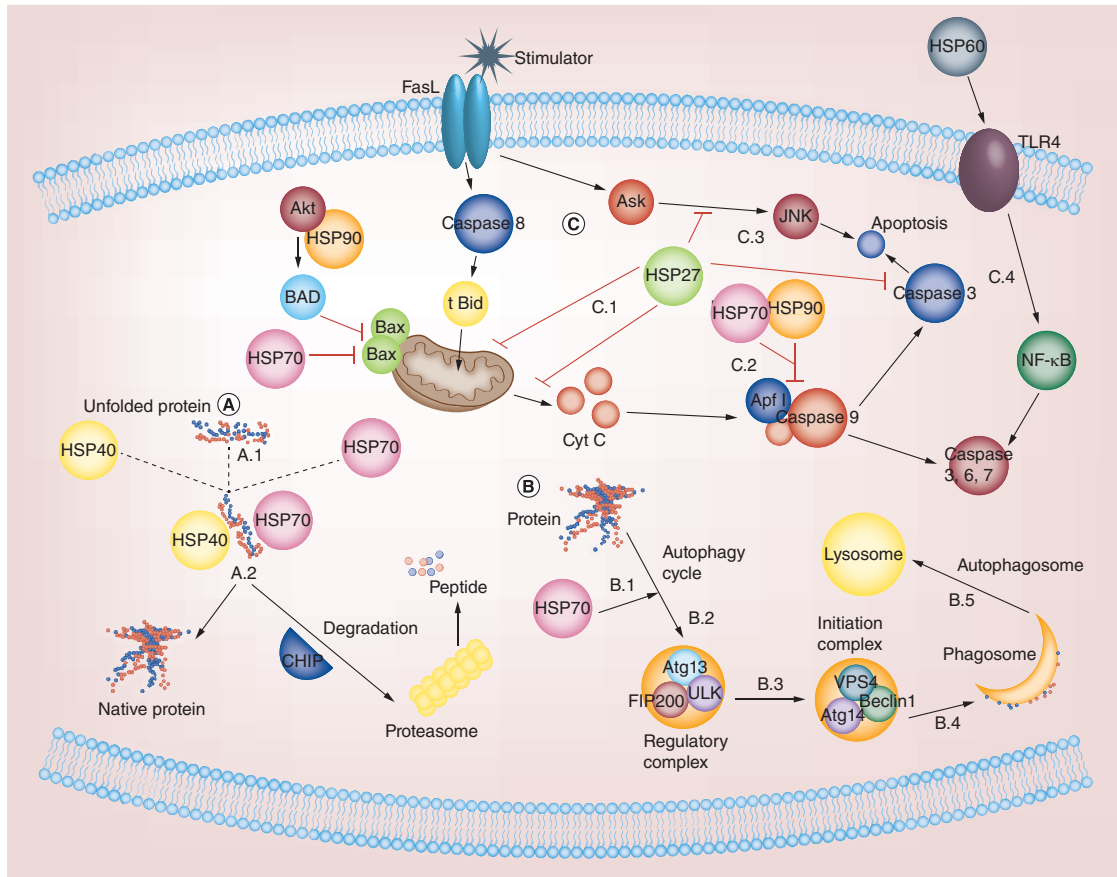 HSP60
Stimulator
FasL
TLR4
Akt
HSP90
Caspase 8
C
Ask
JNK
Apoptosis
C.3
HSP27
C.4
BAD
t Bid
Caspase 3
HSP70
HSP90
C.1
Bax
Bax
HSP70
C.2
NF-κB
Apf I
Caspase 9
Cyt C
Unfolded protein
A
A.1
HSP40
HSP70
Caspase
3, 6, 7
B
Protein
HSP40
HSP70
A.2
Autophagy
cycle
Lysosome
Autophagosome
Peptide
HSP70
B.1
B.2
B.5
Degradation
Initiation
complex
CHIP
Atg13
FIP200
ULK
B.3
VPS4
Beclin1
Atg14
Phagosome
B.4
Native protein
Proteasome
Regulatory
complex